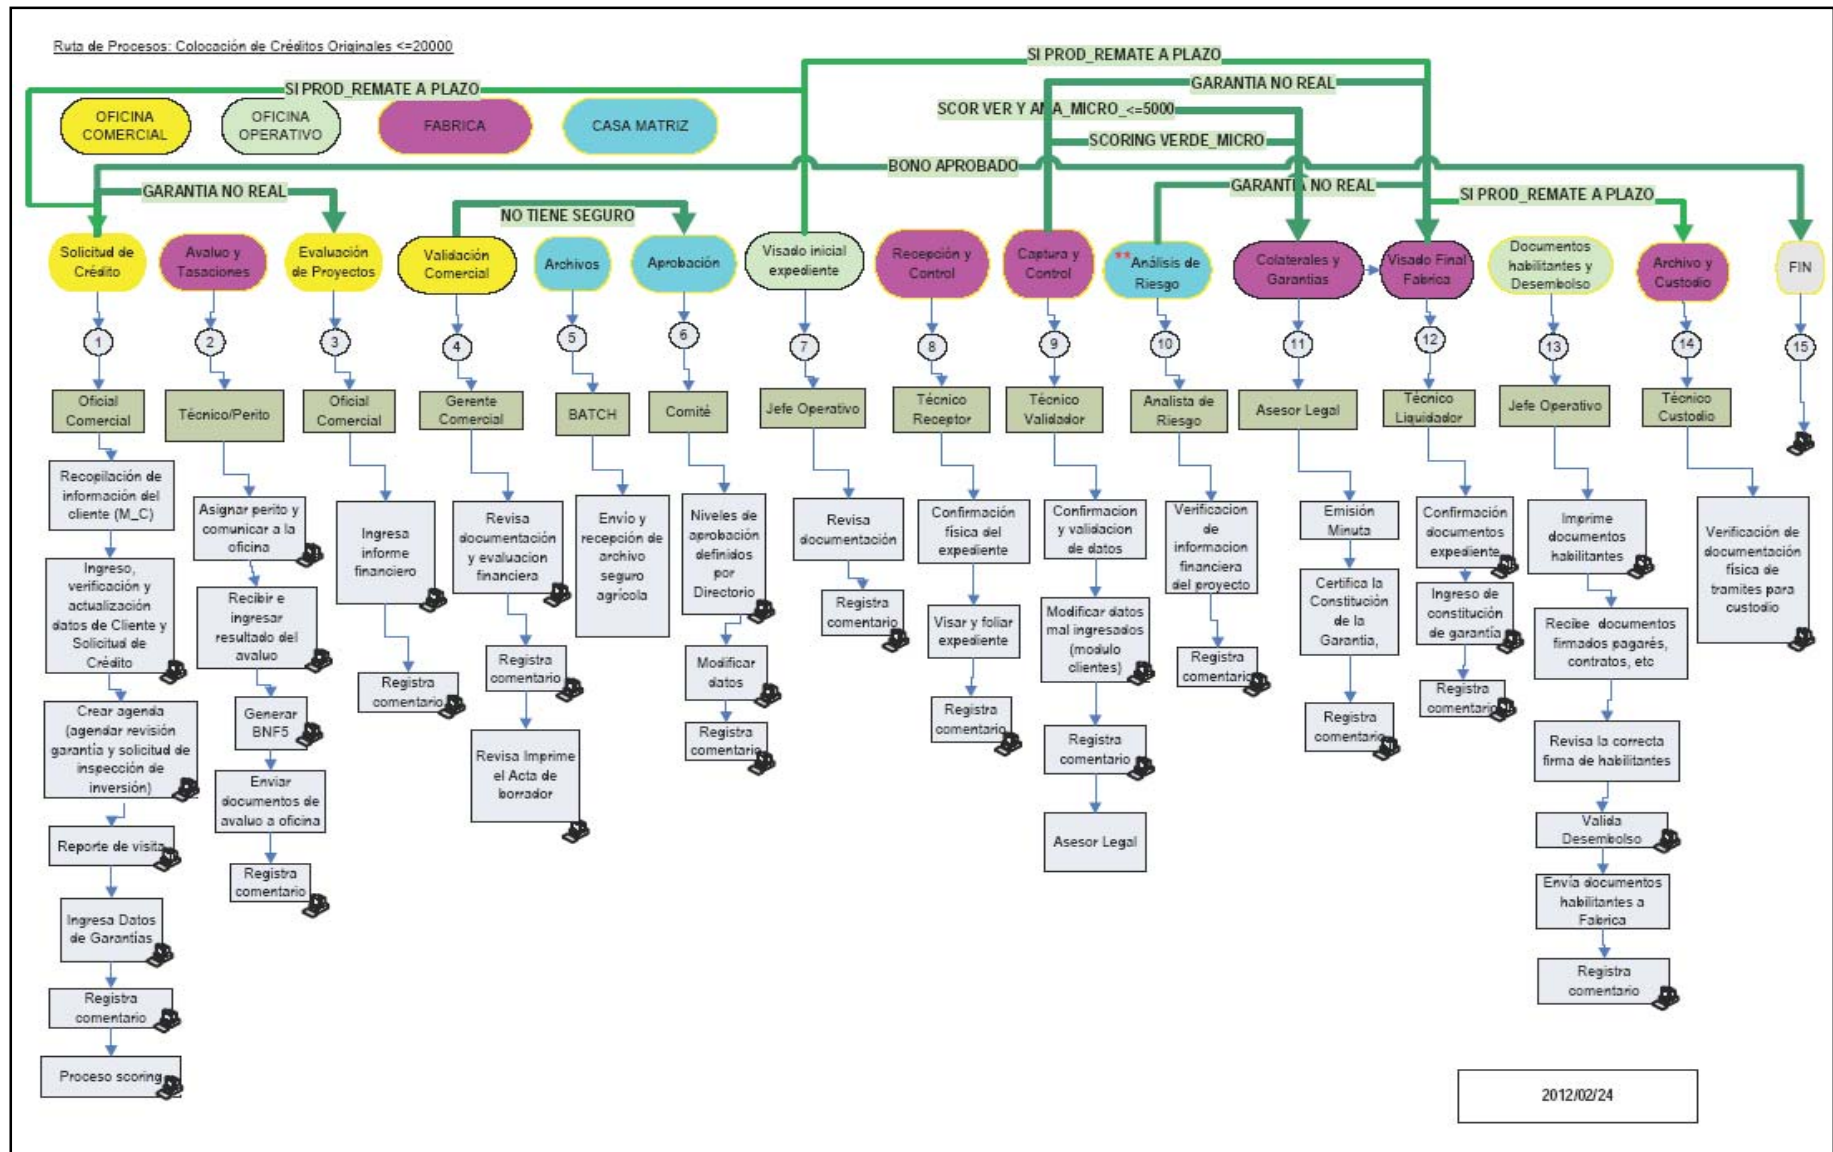 Ruta de Procesos: Colocación de Créditos Originales <=20000
SI PROD_REMATE A PLAZO
SI PROD_REMATE A PLAZO
GARANTIA NO REAL
SCOR VER Y AMA_MICRO_<=5000
SCORING VERDE_MICRO
BONO APROBADO
GARANTIA NO REAL
GARANTIA NO REAL
SI PROD_REMATE A PLAZO
NO TIENE SEGURO
OFICINA
COMERCIAL
OFICINA
OPERATIVO
FABRICA
CASA MATRIZ
Solicitud de
Crédito
1
Oficial
Comercial
Recopilación de
información del
cliente (M_C)
Ingreso,
verificación y
actualización
datos de Cliente y
Solicitud de
Crédito
Crear agenda
(agendar revisión
garantía y solicitud de
inspección de
inversión)
Reporte de visita
Ingresa Datos
de Garantías
Registra
comentario
Proceso scoring
Avaluo y
Tasaciones
2
Técnico/Perito
Asignar perito y
comunicar a la
oficina
Recibir e
ingresar
resultado del
avaluo
Generar
BNF5
Enviar
documentos de
avaluo a oficina
Registra
comentario
Evaluación
de Proyectos
3
Oficial
Comercial
Ingresa
informe
financiero
Registra
comentario
Validación
Comercial
4
Gerente
Comercial
Revisa
documentación
y evaluacion
financiera
Registra
comentario
Revisa Imprime
el Acta de
borrador
Archivos
5
BATCH
Envío y
recepción de
archivo
seguro
agrícola
Aprobación
6
Comité
Niveles de
aprobación
definidos
por
Directorio
Modificar
datos
Registra
comentario
Visado inicial
expediente
7
Jefe Operativo
Revisa
documentación
Registra
comentario
Recepción y
Control
8
Técnico
Receptor
Confirmación
física del
expediente
Visar y foliar
expediente
Registra
comentario
Captura y
Control
9
Técnico
Validador
Confirmacion
y validacion
de datos
Modificar datos
mal ingresados
(modulo
clientes)
Registra
comentario
Asesor Legal
**Análisis de
Riesgo
10
Analista de
Riesgo
Verificacion
de
informacion
financiera
del proyecto
Registra
comentario
Colaterales y
Garantías
11
Asesor Legal
Emisión
Minuta
Certifica la
Constitución
de la
Garantía,
Registra
comentario
Visado Final
Fabrica
12
Técnico
Liquidador
Confirmación
documentos
expediente
Ingreso de
constitución
de garantía
Registra
comentario
Documentos
habilitantes y
Desembolso
13
Jefe Operativo
Imprime
documentos
habilitantes
Recibe documentos
firmados pagarés,
contratos, etc
Revisa la correcta
firma de habilitantes
Valida
Desembolso
Envía documentos
habilitantes a
Fabrica
Registra
comentario
Archivo y
Custodio
14
Técnico
Custodio
Verificación de
documentación
física de
tramites para
custodio
FIN
15
2012/02/24